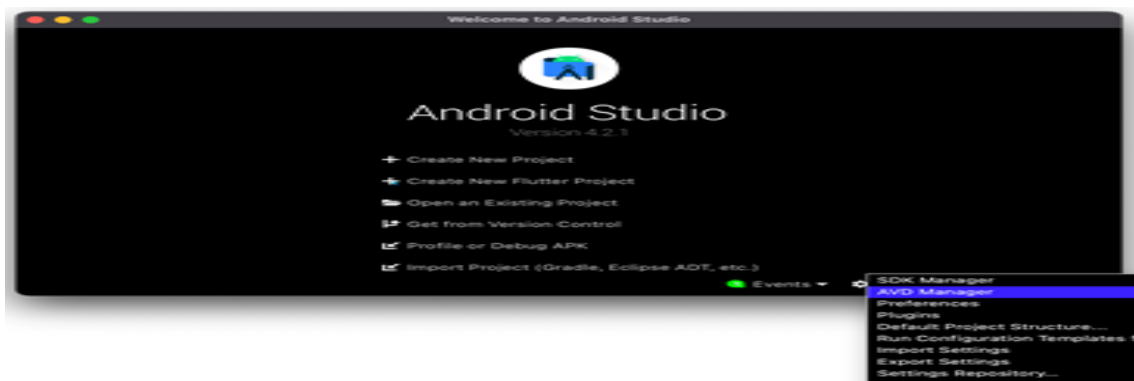 Welcome to Android Studio
Android Studio
Version 4.2.1
Create New Project
Create New Flutter Project
Open an Existing Project
Get from Version Control
Profile or Debug APK
Import Project (Gradle, Eclipse ADT, etc.)
Events
SDK Manager
AVD Manager
Preferences
Plugins
Default Project Structure...
Run Configuration Templates
Import Settings
Export Settings
Settings Repository...